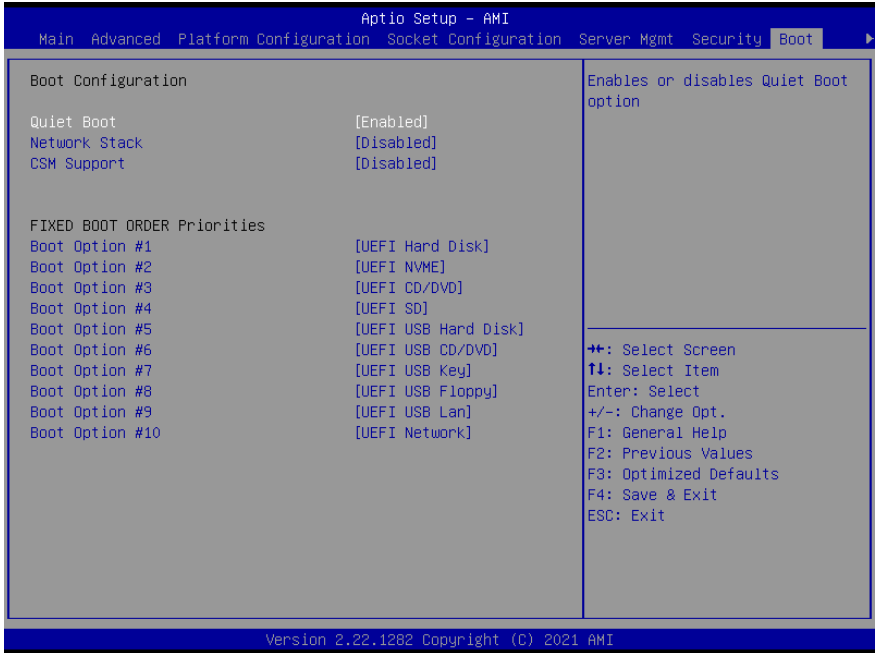 Aptio Setup – AMI
Main Advanced Platform Configuration Socket Configuration Server Mgmt Security Boot ►
Boot Configuration
Quiet Boot [Enabled]
Network Stack [Disabled]
CSM Support [Disabled]
FIXED BOOT ORDER Priorities
Boot Option #1 [UEFI Hard Disk]
Boot Option #2 [UEFI NVME]
Boot Option #3 [UEFI CD/DVD]
Boot Option #4 [UEFI SD]
Boot Option #5 [UEFI USB Hard Disk]
Boot Option #6 [UEFI USB CD/DVD]
Boot Option #7 [UEFI USB Key]
Boot Option #8 [UEFI USB Floppy]
Boot Option #9 [UEFI USB Lan]
Boot Option #10 [UEFI Network]
Enables or disables Quiet Boot
option
→←: Select Screen
↑↓: Select Item
Enter: Select
+/-: Change Opt.
F1: General Help
F2: Previous Values
F3: Optimized Defaults
F4: Save & Exit
ESC: Exit
Version 2.22.1282 Copyright (C) 2021 AMI